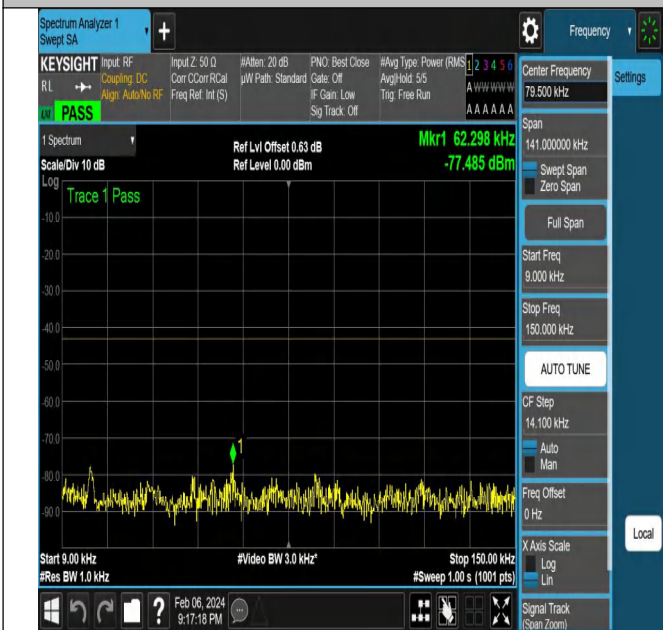 Spectrum Analyzer 1
Swept SA
+
Frequency
KEYSIGHT
RL
PASS
Input: RF
Coupling: DC
Align: Auto/No RF
Input Z: 50 Ω
Corr CCorr RCal
Freq Ref: Int (S)
#Atten: 20 dB
µW Path: Standard
PNO: Best Close
Gate: Off
IF Gain: Low
Sig Track: Off
#Avg Type: Power (RMS
Avg|Hold: 5/5
Trig: Free Run
1 2 3 4 5 6
A W W W W W
A A A A A A
Center Frequency
79.500 kHz
Settings
Span
141.000000 kHz
Swept Span
Zero Span
Full Span
Start Freq
9.000 kHz
Stop Freq
150.000 kHz
AUTO TUNE
CF Step
14.100 kHz
Auto
Man
Freq Offset
0 Hz
X Axis Scale
Log
Lin
Signal Track
(Span Zoom)
Local
1 Spectrum
Scale/Div 10 dB
Log
Ref Lvl Offset 0.63 dB
Ref Level 0.00 dBm
Mkr1 62.298 kHz
-77.485 dBm
Trace 1 Pass
-10.0
-20.0
-30.0
-40.0
-50.0
-60.0
-70.0
-80.0
-90.0
1
Start 9.00 kHz
#Res BW 1.0 kHz
#Video BW 3.0 kHz*
Stop 150.00 kHz
#Sweep 1.00 s (1001 pts)
?
Feb 06, 2024
9:17:18 PM